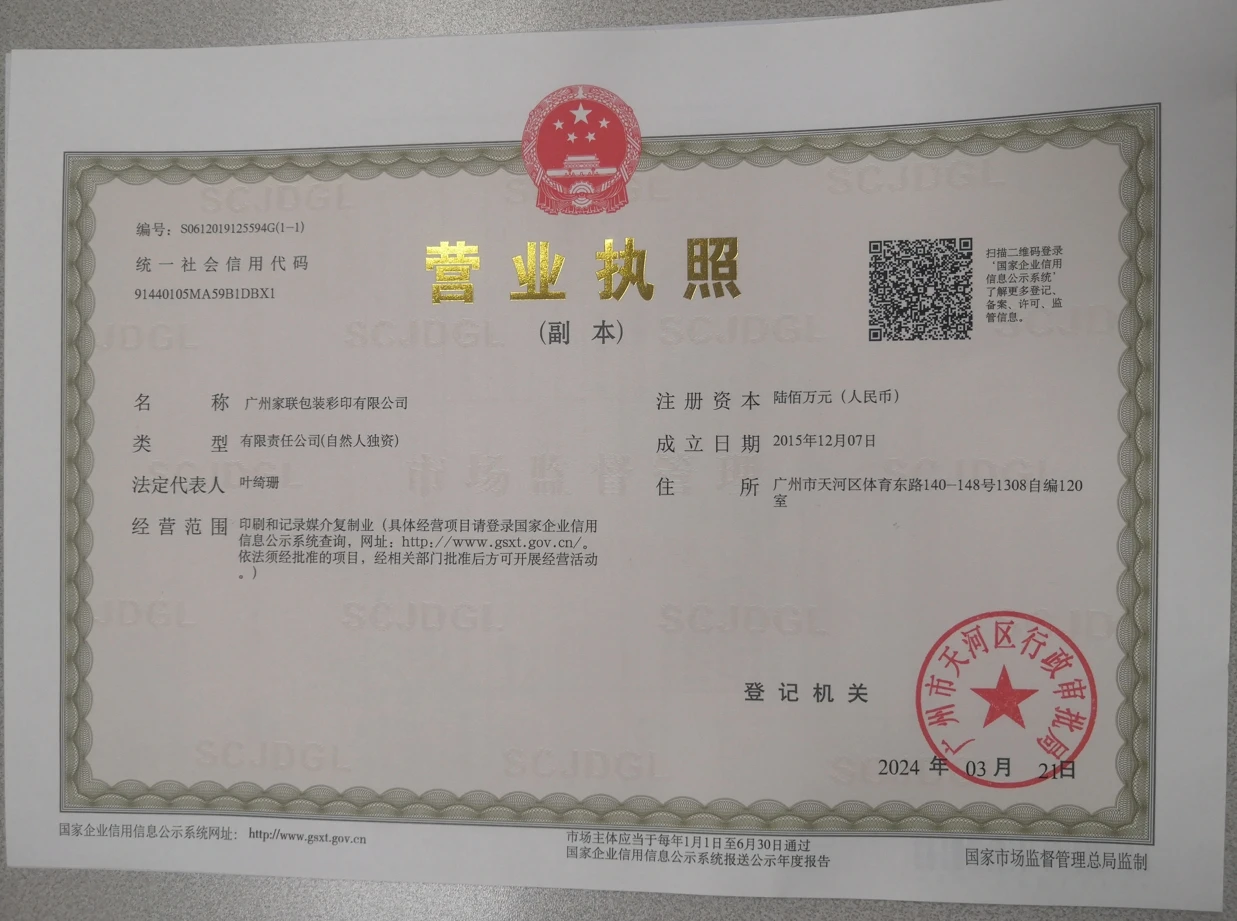 编号：S0612019125594G(1-1)
统一社会信用代码
91440105MA59B1DBX1
营业执照
（副 本）
扫描二维码登录
‘国家企业信用
信息公示系统’
了解更多登记、
备案、许可、监
管信息。
名 称 广州家联包装彩印有限公司
类 型 有限责任公司(自然人独资)
法定代表人 叶绮珊
经营范围 印刷和记录媒介复制业（具体经营项目请登录国家企业信用
信息公示系统查询，网址：http://www.gsxt.gov.cn/。
依法须经批准的项目，经相关部门批准后方可开展经营活动
。）
注册资本 陆佰万元（人民币）
成立日期 2015年12月07日
住 所 广州市天河区体育东路140-148号1308自编120
室
市场监督管理
SCJDGL
SCJDGL
SCJDGL
SCJDGL
SCJDGL
SCJDGL
SCJDGL
SCJDGL
SCJDGL
登记机关
广州市天河区行政审批局
2024 年 03 月 21日
国家企业信用信息公示系统网址： http://www.gsxt.gov.cn
市场主体应当于每年1月1日至6月30日通过
国家企业信用信息公示系统报送公示年度报告
国家市场监督管理总局监制